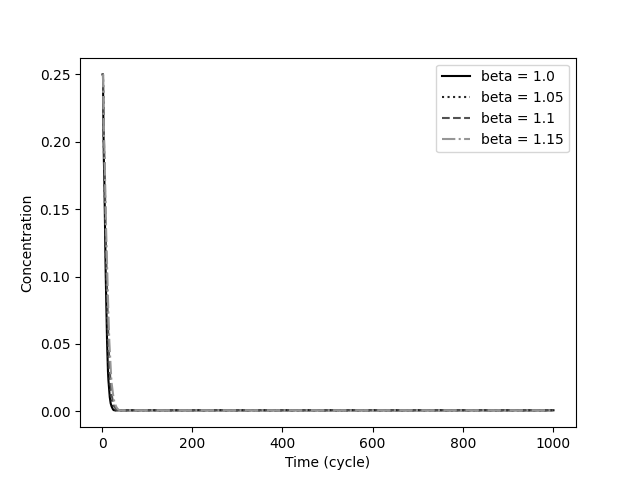 0.25
0.20
0.15
0.10
0.05
0.00
Concentration
beta = 1.0
beta = 1.05
beta = 1.1
beta = 1.15
0 200 400 600 800 1000
Time (cycle)